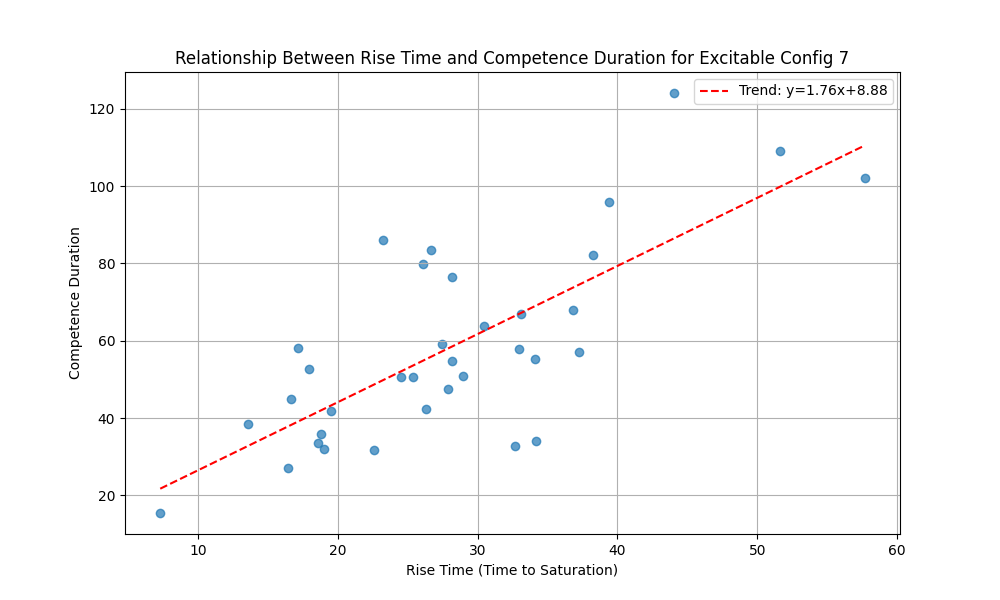 Relationship Between Rise Time and Competence Duration for Excitable Config 7
Trend: y=1.76x+8.88
120
100
80
60
40
20
Competence Duration
10 20 30 40 50 60
Rise Time (Time to Saturation)